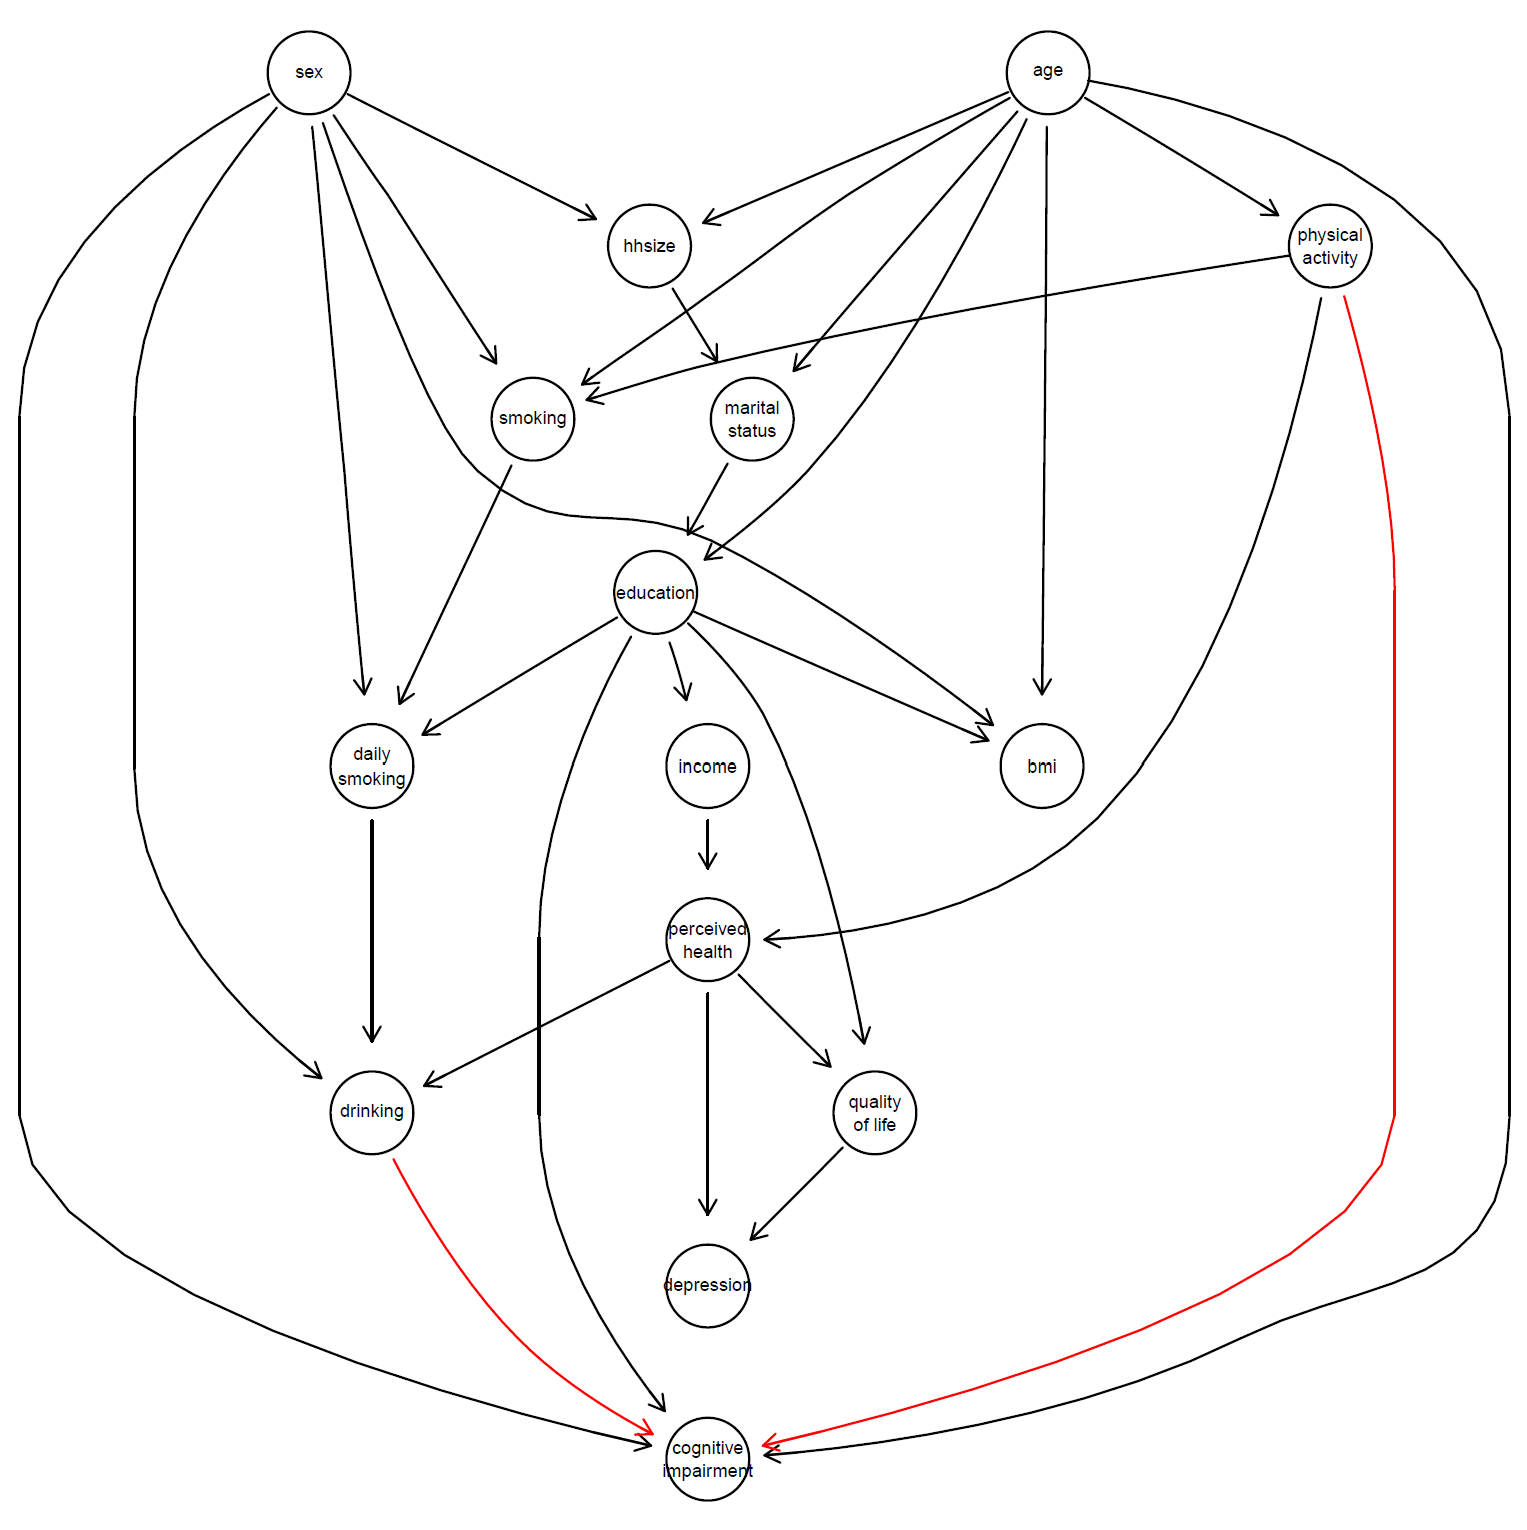 sex
age
hhsize
physical
activity
smoking
marital
status
education
daily
smoking
income
bmi
perceived
health
drinking
quality
of life
depression
cognitive
impairment